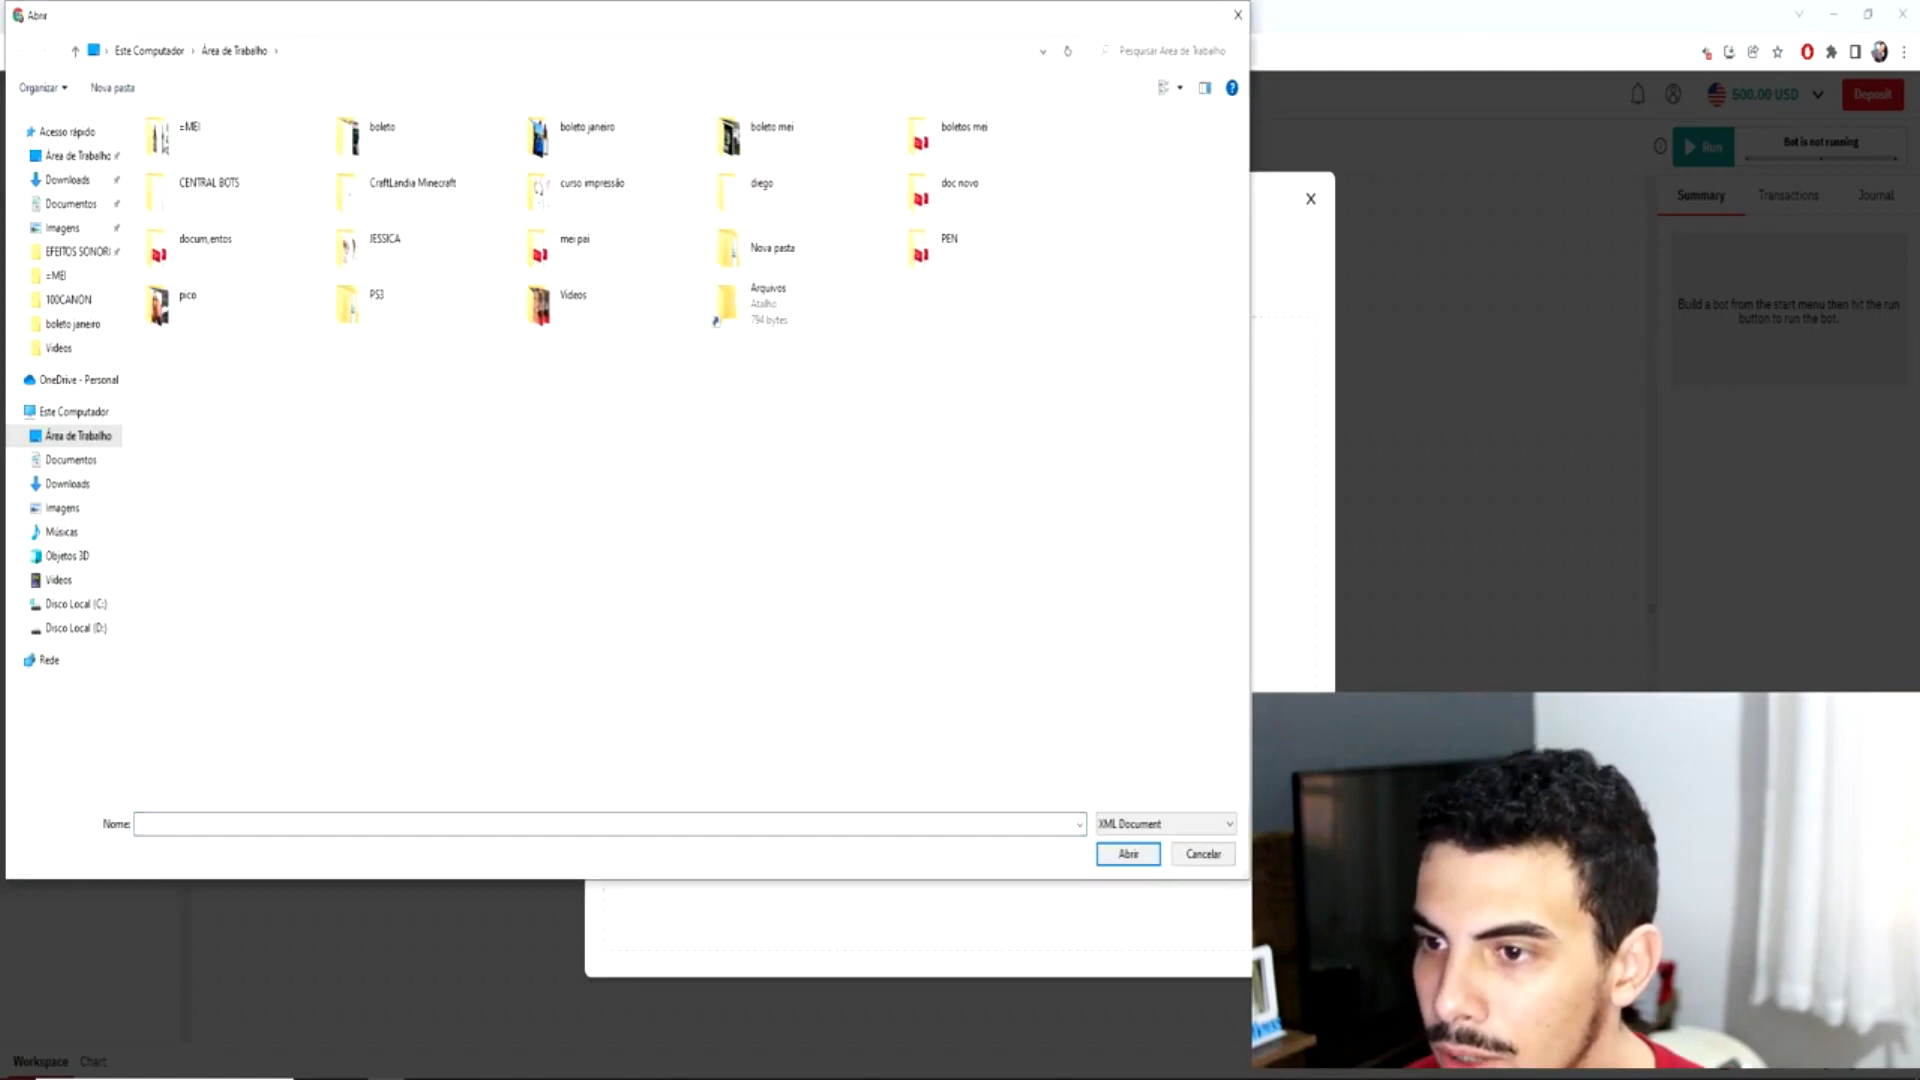 Abrir
Este Computador › Área de Trabalho ›
Pesquisar Área de Trabalho
Organizar
Nova pasta
500.00 USD
Deposit
Run
Bot is not running
Summary
Transactions
Journal
Build a bot from the start menu then hit the run
button to run the bot.
Acesso rápido
Área de Trabalho
Downloads
Documentos
Imagens
EFEITOS SONORI
=MEI
100CANON
boleto janeiro
Videos
OneDrive - Personal
Este Computador
Área de Trabalho
Documentos
Downloads
Imagens
Músicas
Objetos 3D
Videos
Disco Local (C:)
Disco Local (D:)
Rede
=MEI
boleto
boleto janeiro
boleto mei
boletos mei
CENTRAL BOTS
CraftLandia Minecraft
curso impressão
diego
doc novo
docum,entos
JESSICA
mei pai
Nova pasta
PEN
pico
PS3
Videos
Arquivos
Atalho
794 bytes
Nome:
XML Document
Abrir
Cancelar
Workspace
Chart